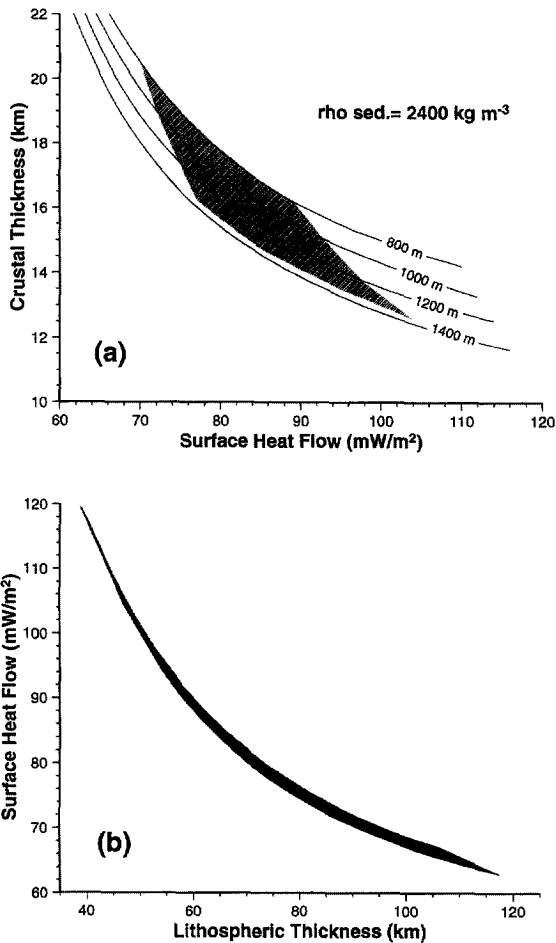 22
20
18
16
14
12
10
Crustal Thickness (km)
rho sed.= 2400 kg m-3
800 m
1000 m
1200 m
1400 m
(a)
60 70 80 90 100 110 120
Surface Heat Flow (mW/m²)
120
110
100
90
80
70
60
Surface Heat Flow (mW/m²)
(b)
40 60 80 100 120
Lithospheric Thickness (km)